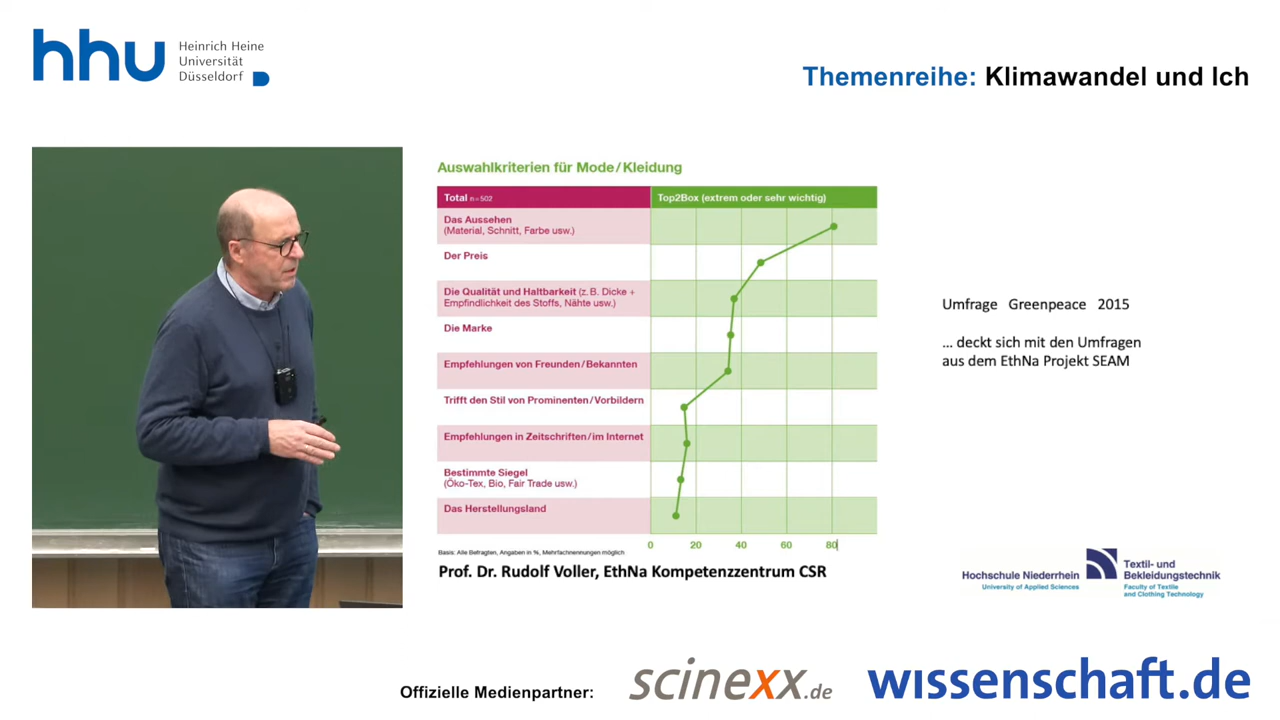 hhu
Heinrich Heine
Universität
Düsseldorf
Themenreihe: Klimawandel und Ich
Auswahlkriterien für Mode/Kleidung
Total n=502
Top2Box (extrem oder sehr wichtig)
Das Aussehen
(Material, Schnitt, Farbe usw.)
Der Preis
Die Qualität und Haltbarkeit (z.B. Dicke +
Empfindlichkeit des Stoffs, Nähte usw.)
Die Marke
Empfehlungen von Freunden/Bekannten
Trifft den Stil von Prominenten/Vorbildern
Empfehlungen in Zeitschriften/im Internet
Bestimmte Siegel
(Öko-Tex, Bio, Fair Trade usw.)
Das Herstellungsland
0 20 40 60 80
Basis: Alle Befragten, Angaben in %, Mehrfachnennungen möglich
Prof. Dr. Rudolf Voller, EthNa Kompetenzzentrum CSR
Umfrage Greenpeace 2015
... deckt sich mit den Umfragen
aus dem EthNa Projekt SEAM
Hochschule Niederrhein
University of Applied Sciences
Textil- und
Bekleidungstechnik
Faculty of Textile
and Clothing Technology
Offizielle Medienpartner:
scinexx.de
wissenschaft.de